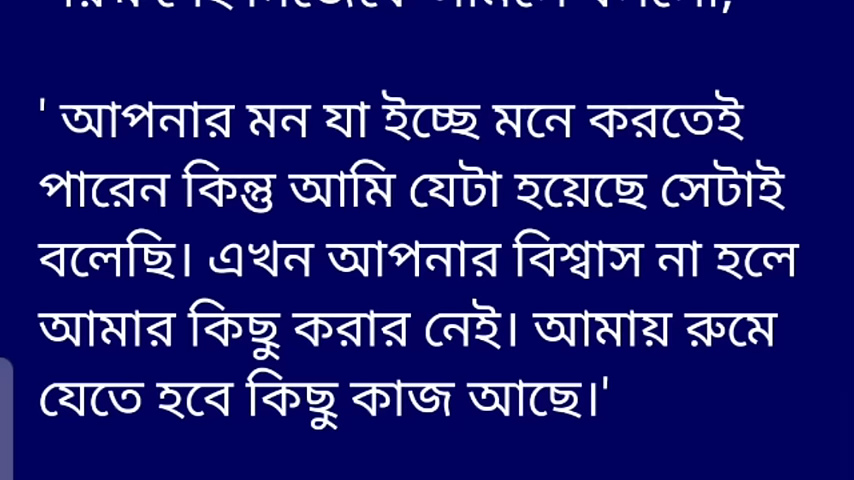 ' আপনার মন যা ইচ্ছে মনে করতেই
পারেন কিন্তু আমি যেটা হয়েছে সেটাই
বলেছি। এখন আপনার বিশ্বাস না হলে
আমার কিছু করার নেই। আমায় রুমে
যেতে হবে কিছু কাজ আছে।'